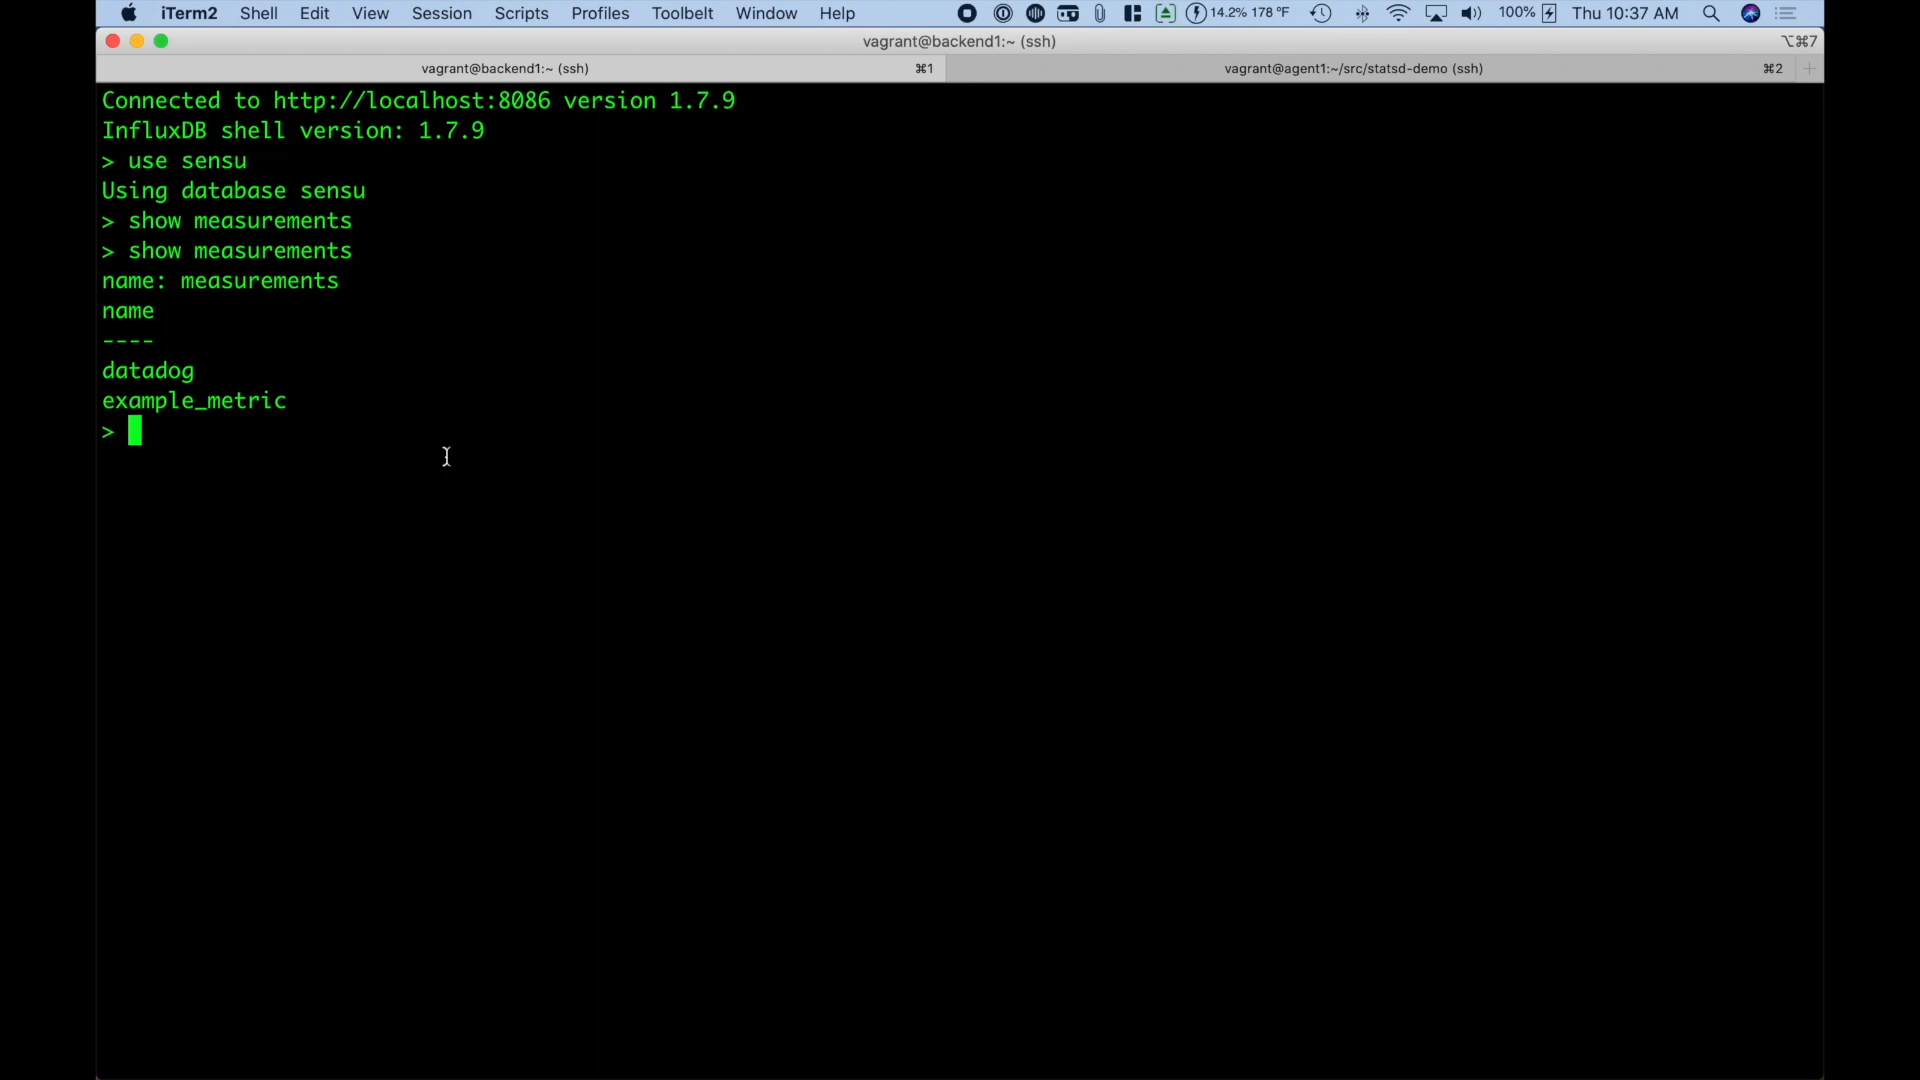 iTerm2 Shell Edit View Session Scripts Profiles Toolbelt Window Help 14.2% 178 °F 100% Thu 10:37 AM
vagrant@backend1:~ (ssh) ⌥⌘7
vagrant@backend1:~ (ssh) ⌘1 vagrant@agent1:~/src/statsd-demo (ssh) ⌘2 +
Connected to http://localhost:8086 version 1.7.9
InfluxDB shell version: 1.7.9
> use sensu
Using database sensu
> show measurements
> show measurements
name: measurements
name
----
datadog
example_metric
>